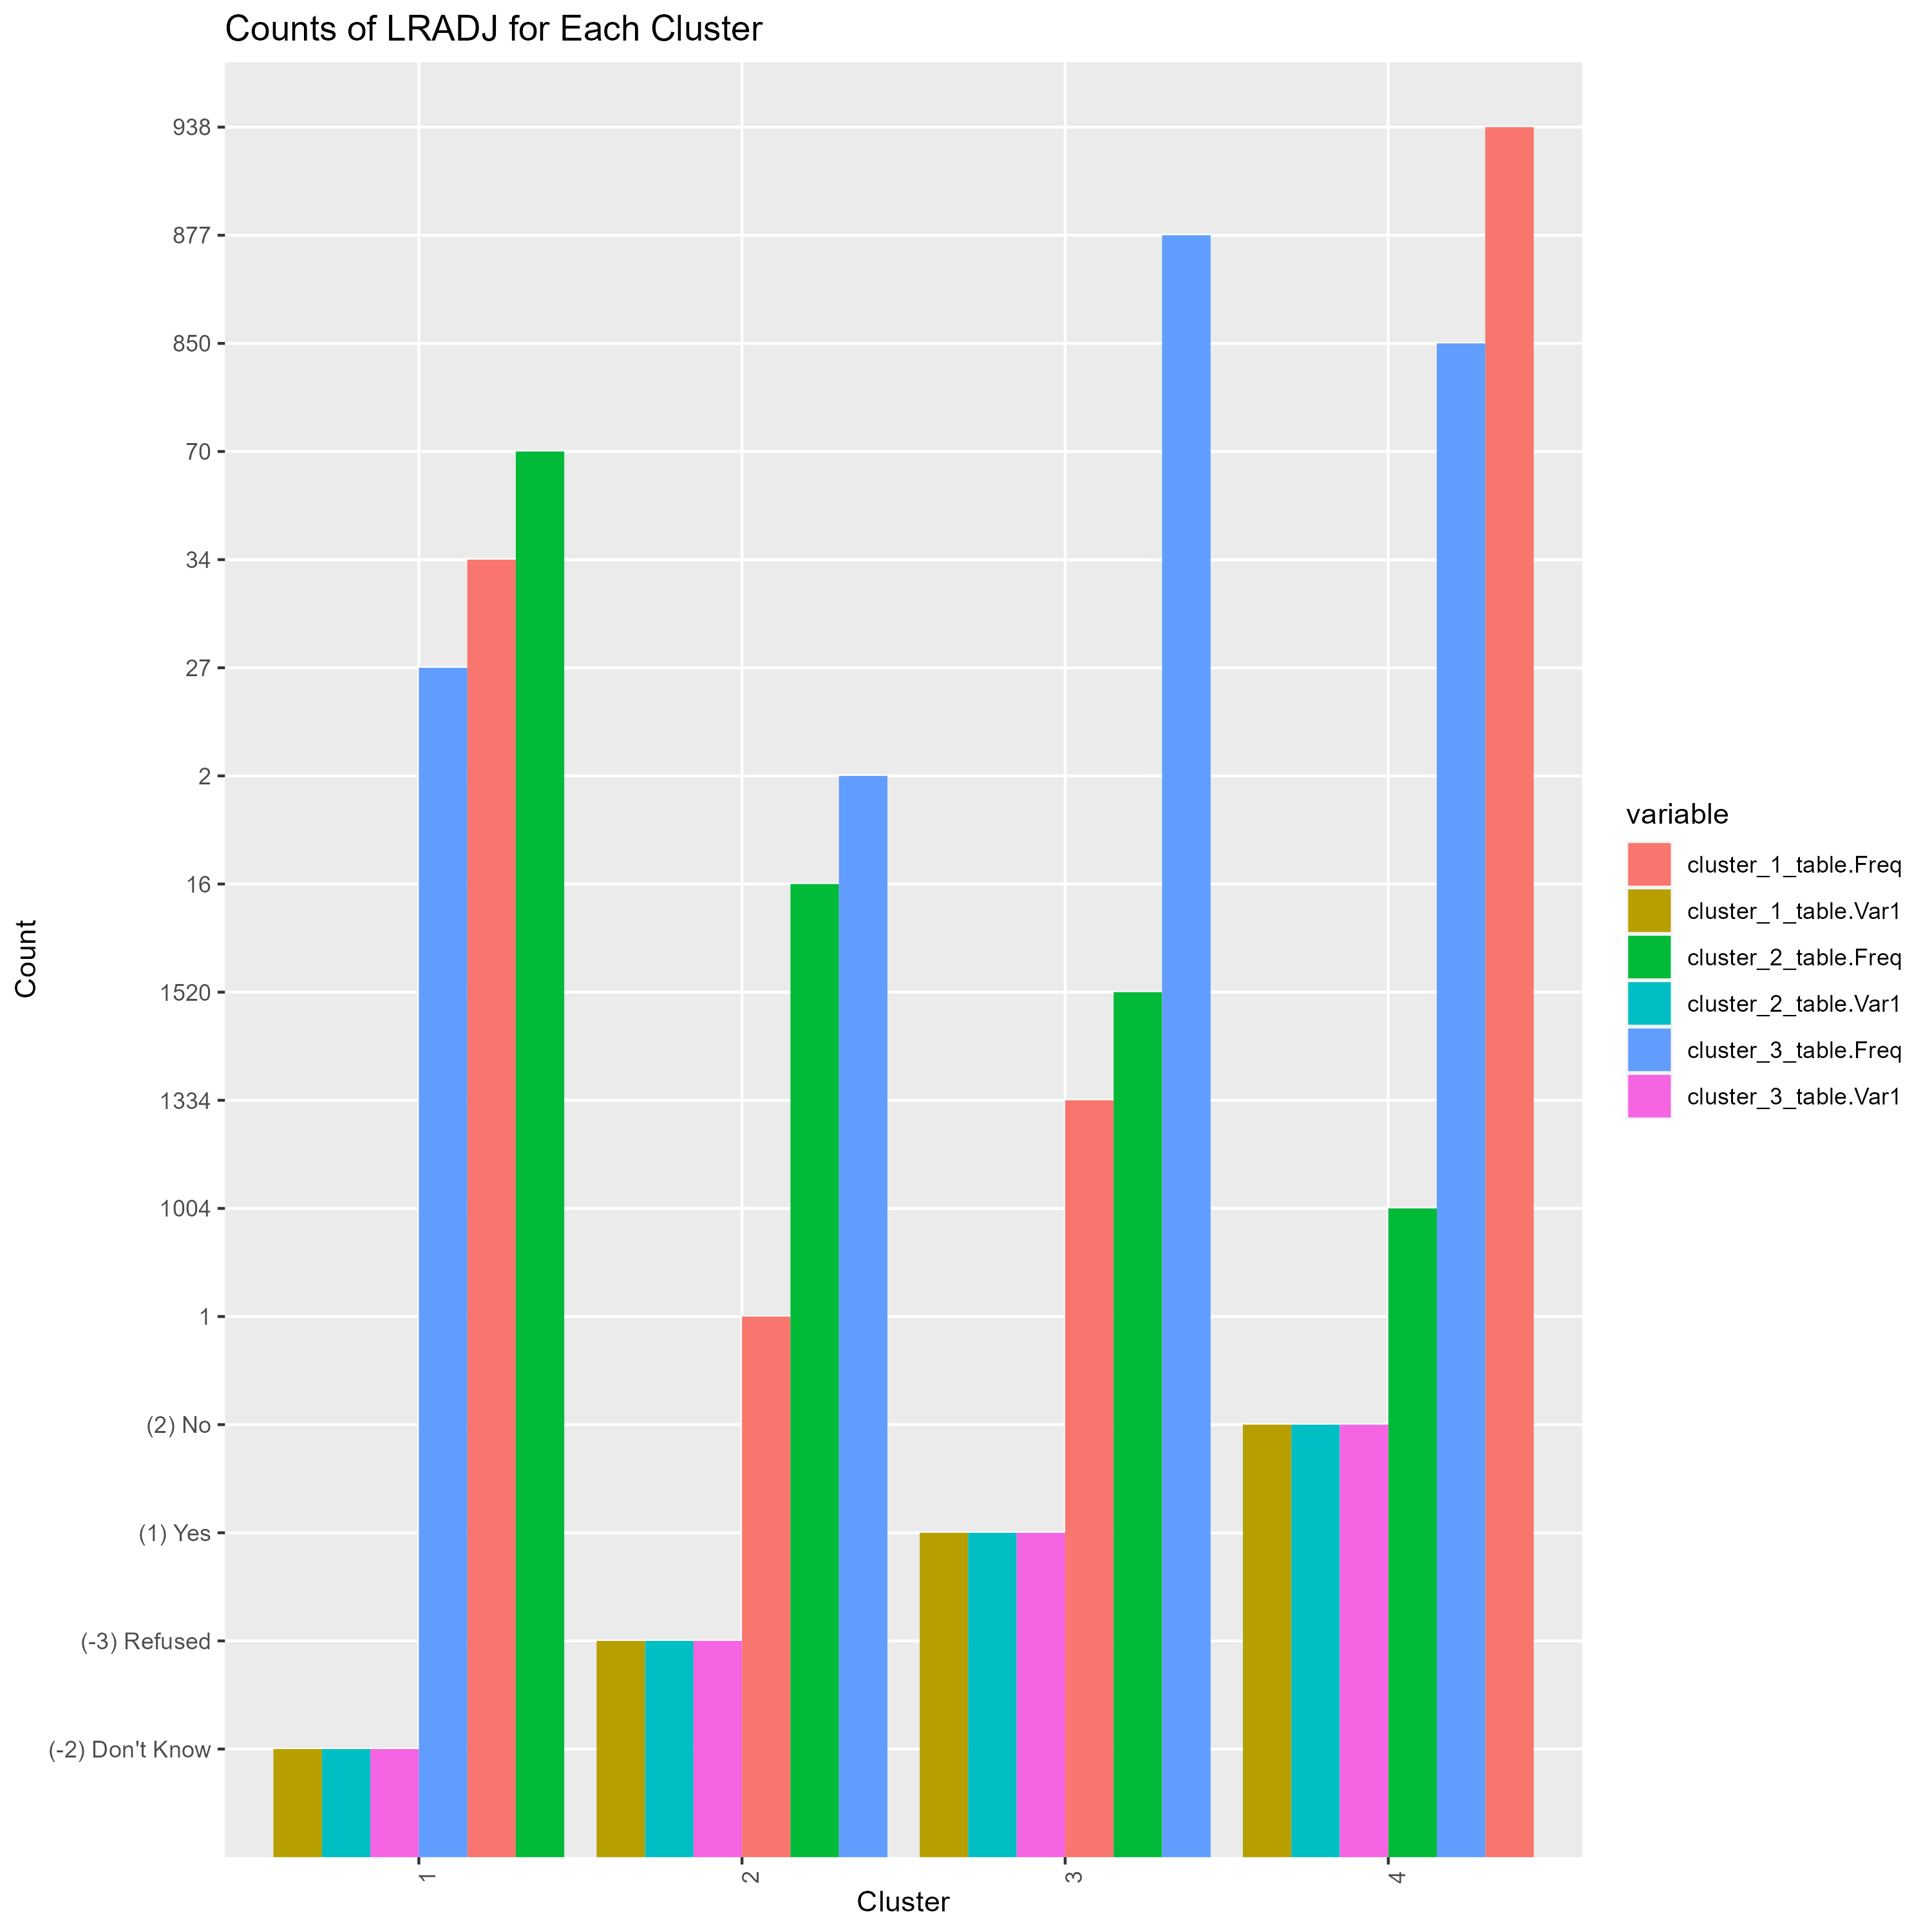 Counts of LRADJ for Each Cluster
938
877
850
70
34
27
2
16
1520
1334
1004
1
(2) No
(1) Yes
(-3) Refused
(-2) Don't Know
Count
1
2
3
4
Cluster
variable
cluster_1_table.Freq
cluster_1_table.Var1
cluster_2_table.Freq
cluster_2_table.Var1
cluster_3_table.Freq
cluster_3_table.Var1